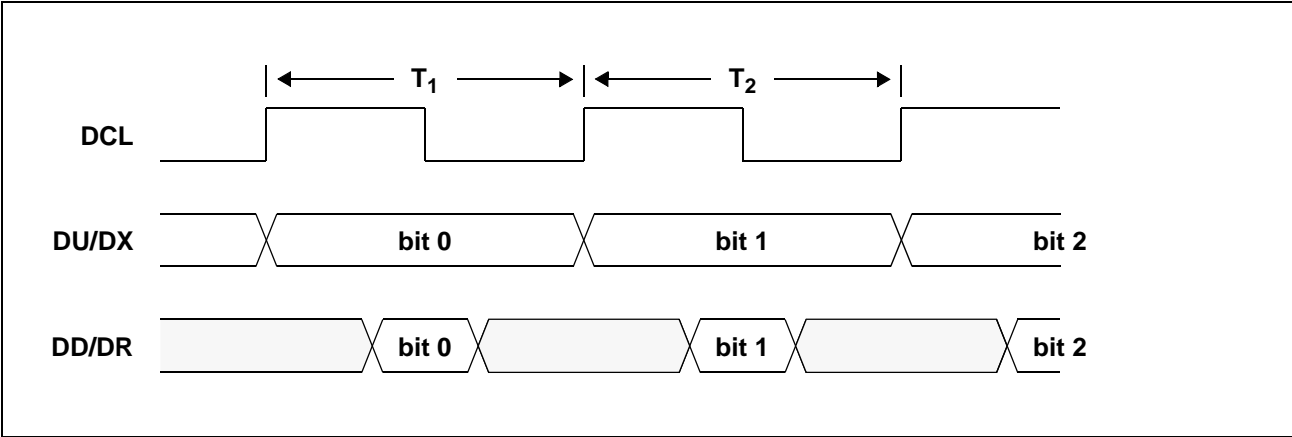 T1 T2
DCL
DU/DX bit 0 bit 1 bit 2
DD/DR bit 0 bit 1 bit 2